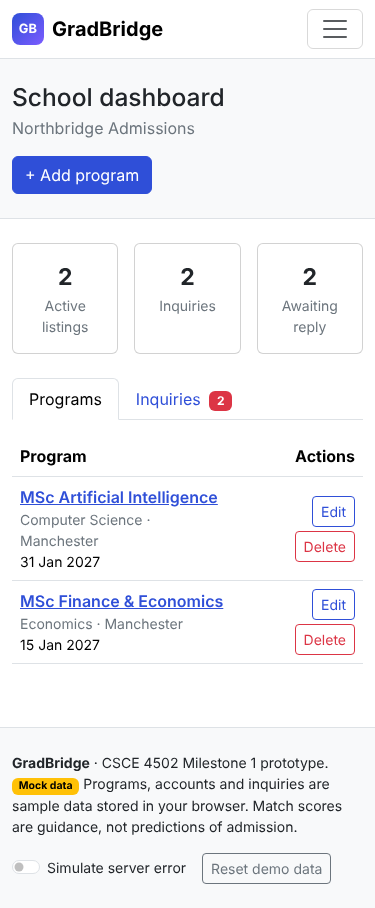 GB GradBridge
School dashboard
Northbridge Admissions
+ Add program
2 2 2
Active listings Inquiries Awaiting reply
Programs Inquiries 2
Program Actions
MSc Artificial Intelligence
Computer Science ·
Manchester
31 Jan 2027
Edit
Delete
MSc Finance & Economics
Economics · Manchester
15 Jan 2027
Edit
Delete
GradBridge · CSCE 4502 Milestone 1 prototype.
Mock data Programs, accounts and inquiries are
sample data stored in your browser. Match scores
are guidance, not predictions of admission.
Simulate server error Reset demo data